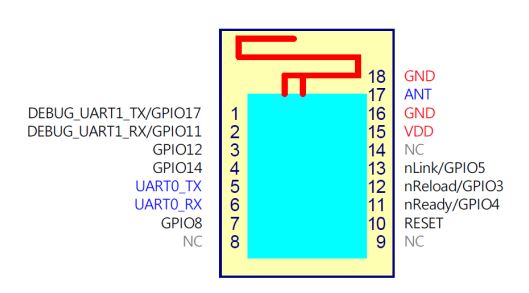 18 GND
17 ANT
DEBUG_UART1_TX/GPIO17 1 16 GND
DEBUG_UART1_RX/GPIO11 2 15 VDD
GPIO12 3 14 NC
GPIO14 4 13 nLink/GPIO5
UART0_TX 5 12 nReload/GPIO3
UART0_RX 6 11 nReady/GPIO4
GPIO8 7 10 RESET
NC 8 9 NC